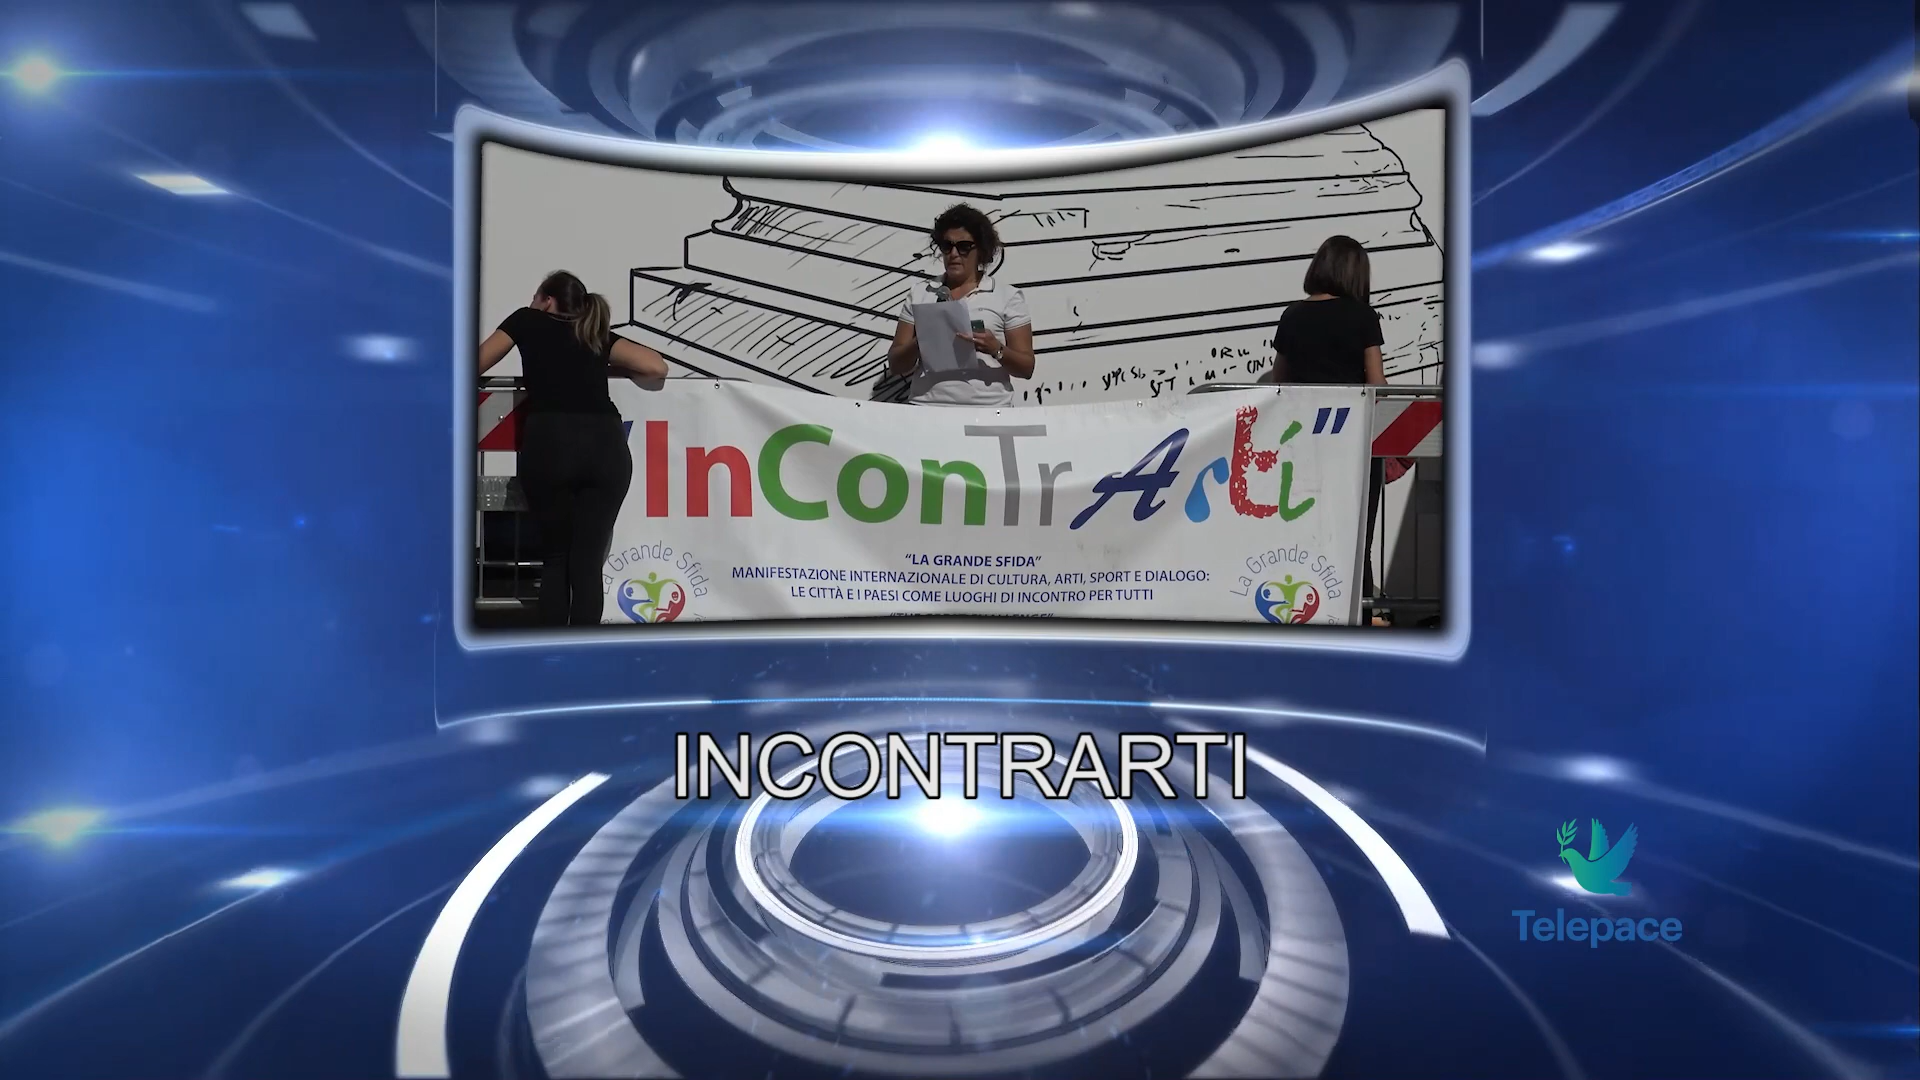 "InConTrArti"
"LA GRANDE SFIDA"
MANIFESTAZIONE INTERNAZIONALE DI CULTURA, ARTI, SPORT E DIALOGO:
LE CITTÀ E I PAESI COME LUOGHI DI INCONTRO PER TUTTI
La Grande Sfida
La Grande Sfida
INCONTRARTI
Telepace